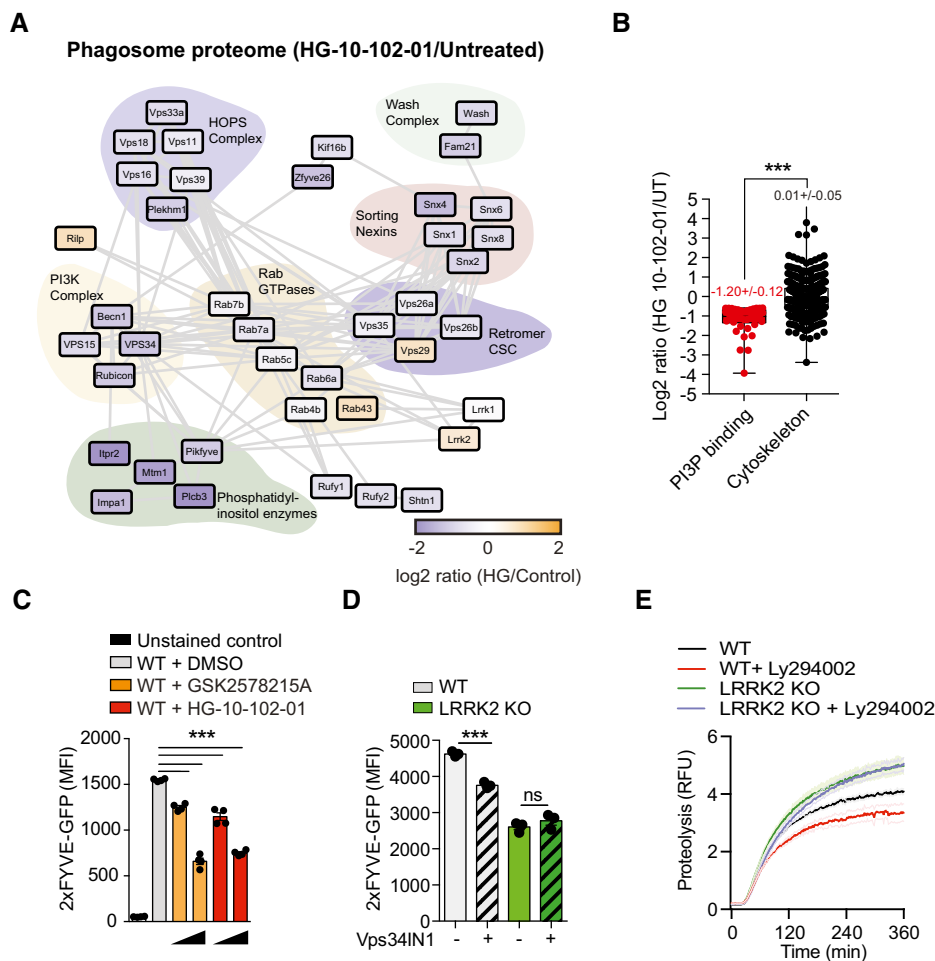 A
Phagosome proteome (HG-10-102-01/Untreated)
Vps33a
HOPS
Complex
Vps18
Vps11
Vps16
Vps39
Plekhm1
Wash
Complex
Wash
Fam21
Kif16b
Zfyve26
Sorting
Nexins
Snx4
Snx6
Snx1
Snx8
Snx2
Rilp
PI3K
Complex
Becn1
VPS15
VPS34
Rubicon
Rab
GTPases
Rab7b
Rab7a
Rab5c
Rab6a
Rab4b
Rab43
Vps26a
Vps35
Vps26b
Vps29
Retromer
CSC
Lrrk1
Lrrk2
Itpr2
Pikfyve
Mtm1
Impa1
Plcb3
Phosphatidyl-
inositol enzymes
Rufy1
Rufy2
Shtn1
-2
0
2
log2 ratio (HG/Control)
B
***
0.01+/-0.05
-1.20+/-0.12
Log2 ratio (HG 10-102-01/UT)
5
4
3
2
1
0
-1
-2
-3
-4
-5
PI3P binding
Cytoskeleton
C
Unstained control
WT + DMSO
WT + GSK2578215A
WT + HG-10-102-01
***
2xFYVE-GFP (MFI)
2000
1500
1000
500
0
D
WT
LRRK2 KO
***
ns
2xFYVE-GFP (MFI)
5000
4000
3000
2000
1000
0
Vps34IN1 - + - +
E
WT
WT+ Ly294002
LRRK2 KO
LRRK2 KO + Ly294002
Proteolysis (RFU)
6
4
2
0
0 120 240 360
Time (min)